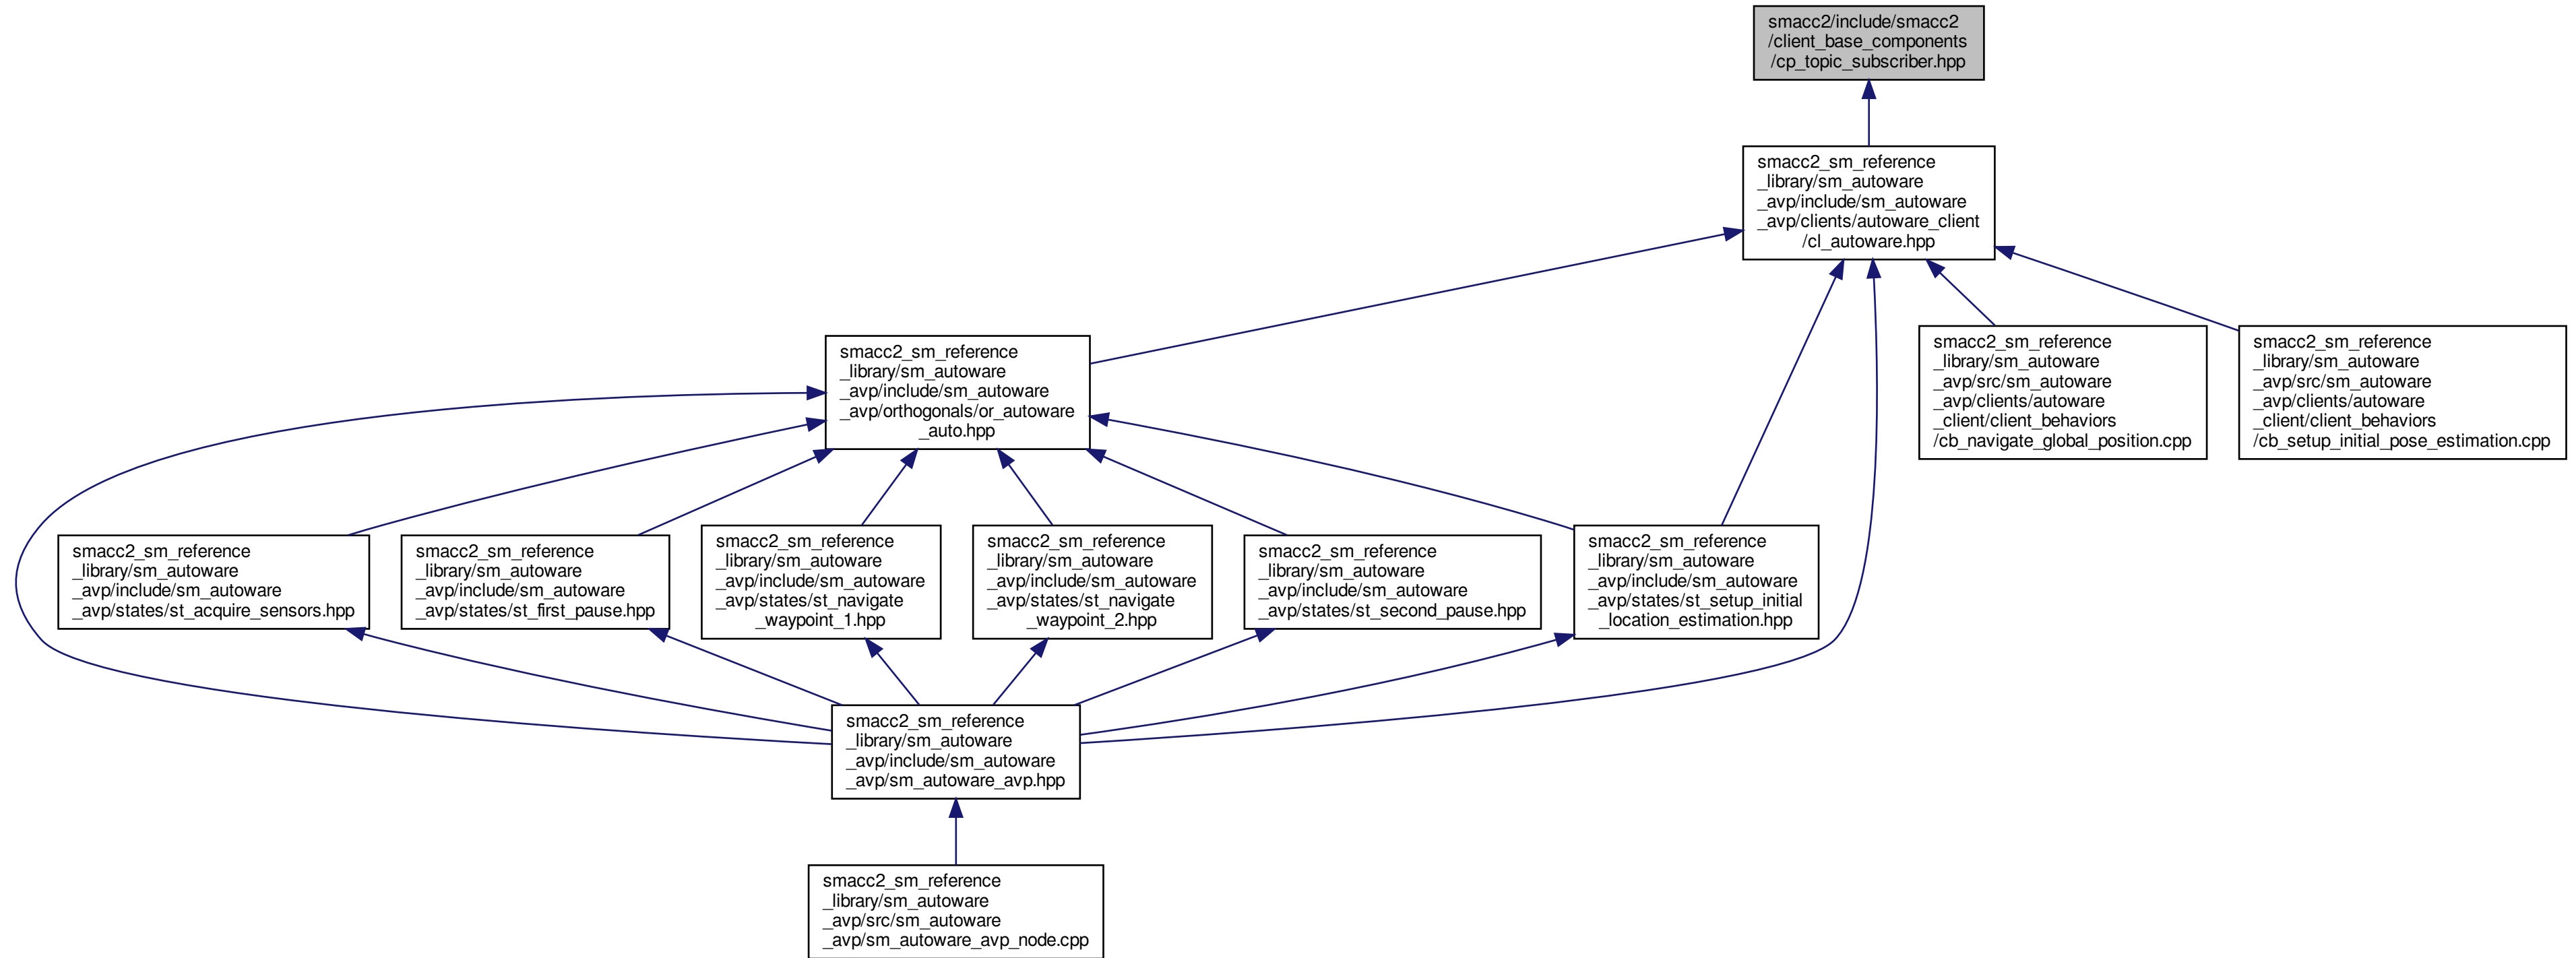 smacc2/include/smacc2
/client_base_components
/cp_topic_subscriber.hpp
smacc2_sm_reference
_library/sm_autoware
_avp/include/sm_autoware
_avp/clients/autoware_client
/cl_autoware.hpp
smacc2_sm_reference
_library/sm_autoware
_avp/include/sm_autoware
_avp/orthogonals/or_autoware
_auto.hpp
smacc2_sm_reference
_library/sm_autoware
_avp/src/sm_autoware
_avp/clients/autoware
_client/client_behaviors
/cb_navigate_global_position.cpp
smacc2_sm_reference
_library/sm_autoware
_avp/src/sm_autoware
_avp/clients/autoware
_client/client_behaviors
/cb_setup_initial_pose_estimation.cpp
smacc2_sm_reference
_library/sm_autoware
_avp/include/sm_autoware
_avp/states/st_acquire_sensors.hpp
smacc2_sm_reference
_library/sm_autoware
_avp/include/sm_autoware
_avp/states/st_first_pause.hpp
smacc2_sm_reference
_library/sm_autoware
_avp/include/sm_autoware
_avp/states/st_navigate
_waypoint_1.hpp
smacc2_sm_reference
_library/sm_autoware
_avp/include/sm_autoware
_avp/states/st_navigate
_waypoint_2.hpp
smacc2_sm_reference
_library/sm_autoware
_avp/include/sm_autoware
_avp/states/st_second_pause.hpp
smacc2_sm_reference
_library/sm_autoware
_avp/include/sm_autoware
_avp/states/st_setup_initial
_location_estimation.hpp
smacc2_sm_reference
_library/sm_autoware
_avp/include/sm_autoware
_avp/sm_autoware_avp.hpp
smacc2_sm_reference
_library/sm_autoware
_avp/src/sm_autoware
_avp/sm_autoware_avp_node.cpp